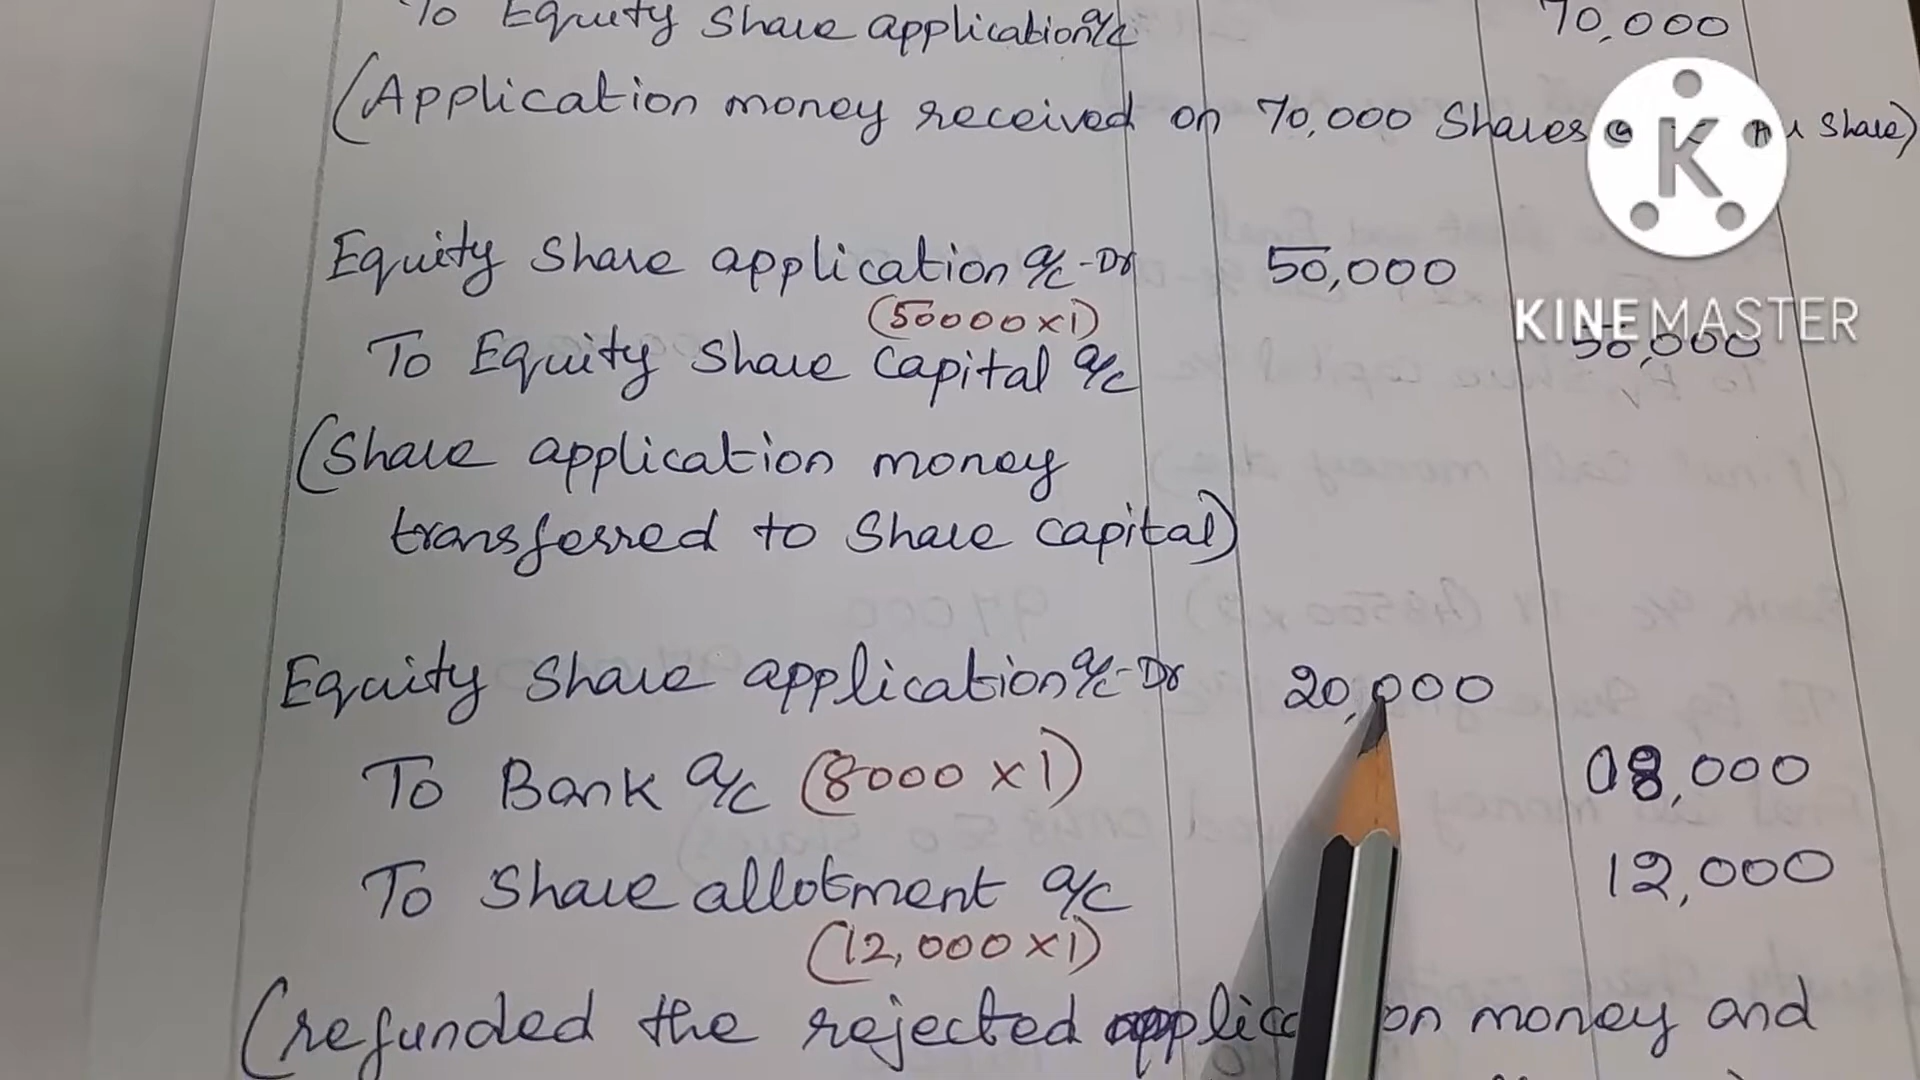 To Equity Share application a/c 70,000
(Application money received on 70,000 Shares @ Share)
Equity Share application a/c - Dr 50,000
(50000 x 1)
To Equity Share Capital a/c 50,000
(Share application money
transferred to Share capital)
Equity Share application a/c - Dr 20,000
To Bank a/c (8000 x 1) 08,000
To Share allotment a/c 12,000
(12,000 x 1)
(refunded the rejected application money and
K
KINEMASTER